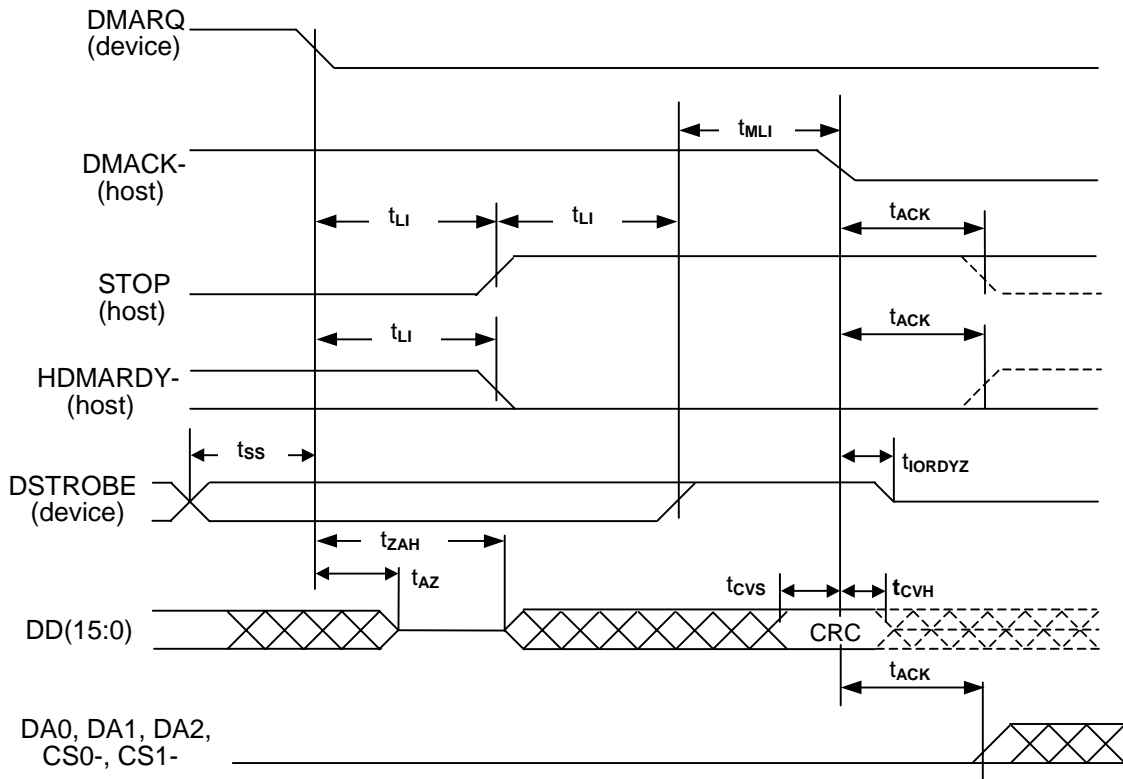 DMARQ
(device)
tMLI
DMACK-
(host)
tLI
tLI
tACK
STOP
(host)
tLI
tACK
HDMARDY-
(host)
tSS
tIORDYZ
DSTROBE
(device)
tZAH
tAZ
tCVS
tCVH
DD(15:0)
CRC
tACK
DA0, DA1, DA2,
CS0-, CS1-